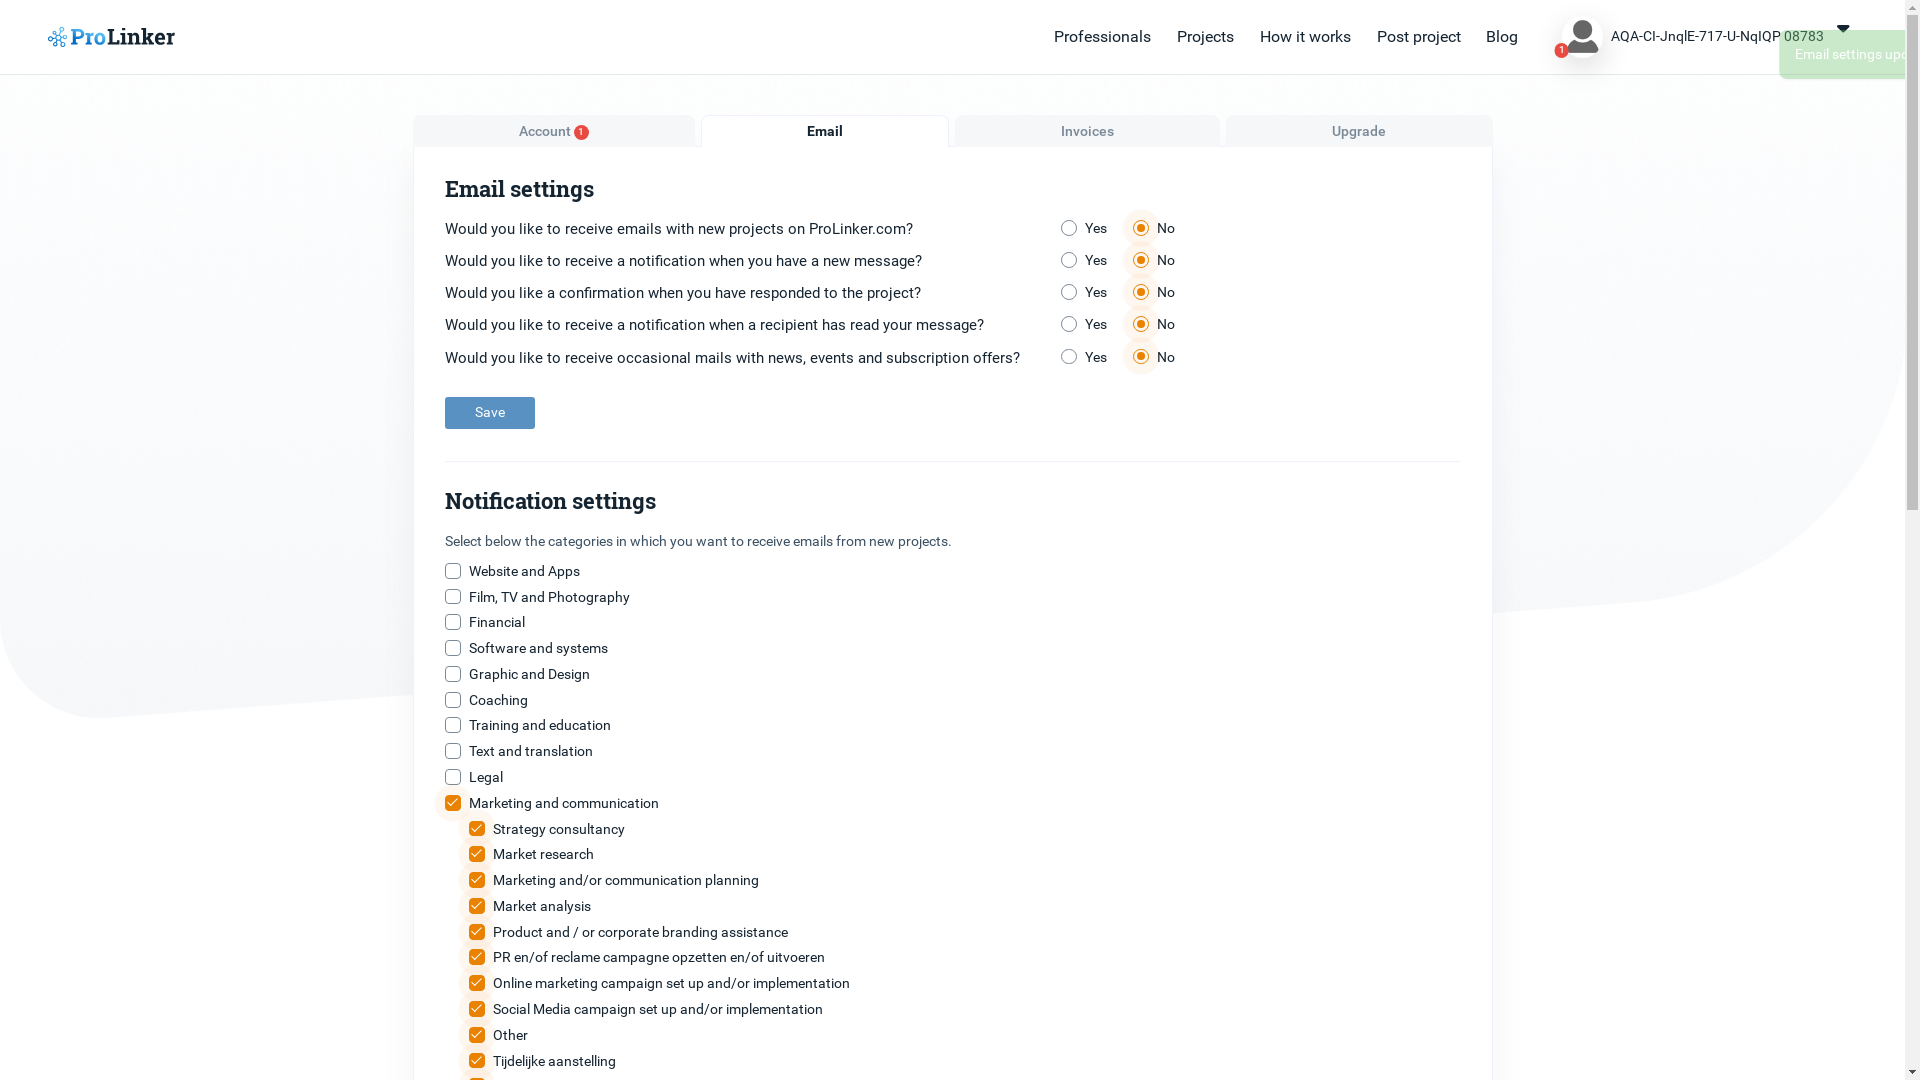 ProLinker
Professionals
Projects
How it works
Post project
Blog
1
AQA-CI-JnqlE-717-U-NqIQP 08783
Email settings
Account 1
Email
Invoices
Upgrade
Email settings
Would you like to receive emails with new projects on ProLinker.com? Yes No
Would you like to receive a notification when you have a new message? Yes No
Would you like a confirmation when you have responded to the project? Yes No
Would you like to receive a notification when a recipient has read your message? Yes No
Would you like to receive occasional mails with news, events and subscription offers? Yes No
Save
Notification settings
Select below the categories in which you want to receive emails from new projects.
Website and Apps
Film, TV and Photography
Financial
Software and systems
Graphic and Design
Coaching
Training and education
Text and translation
Legal
Marketing and communication
Strategy consultancy
Market research
Marketing and/or communication planning
Market analysis
Product and / or corporate branding assistance
PR en/of reclame campagne opzetten en/of uitvoeren
Online marketing campaign set up and/or implementation
Social Media campaign set up and/or implementation
Other
Tijdelijke aanstelling